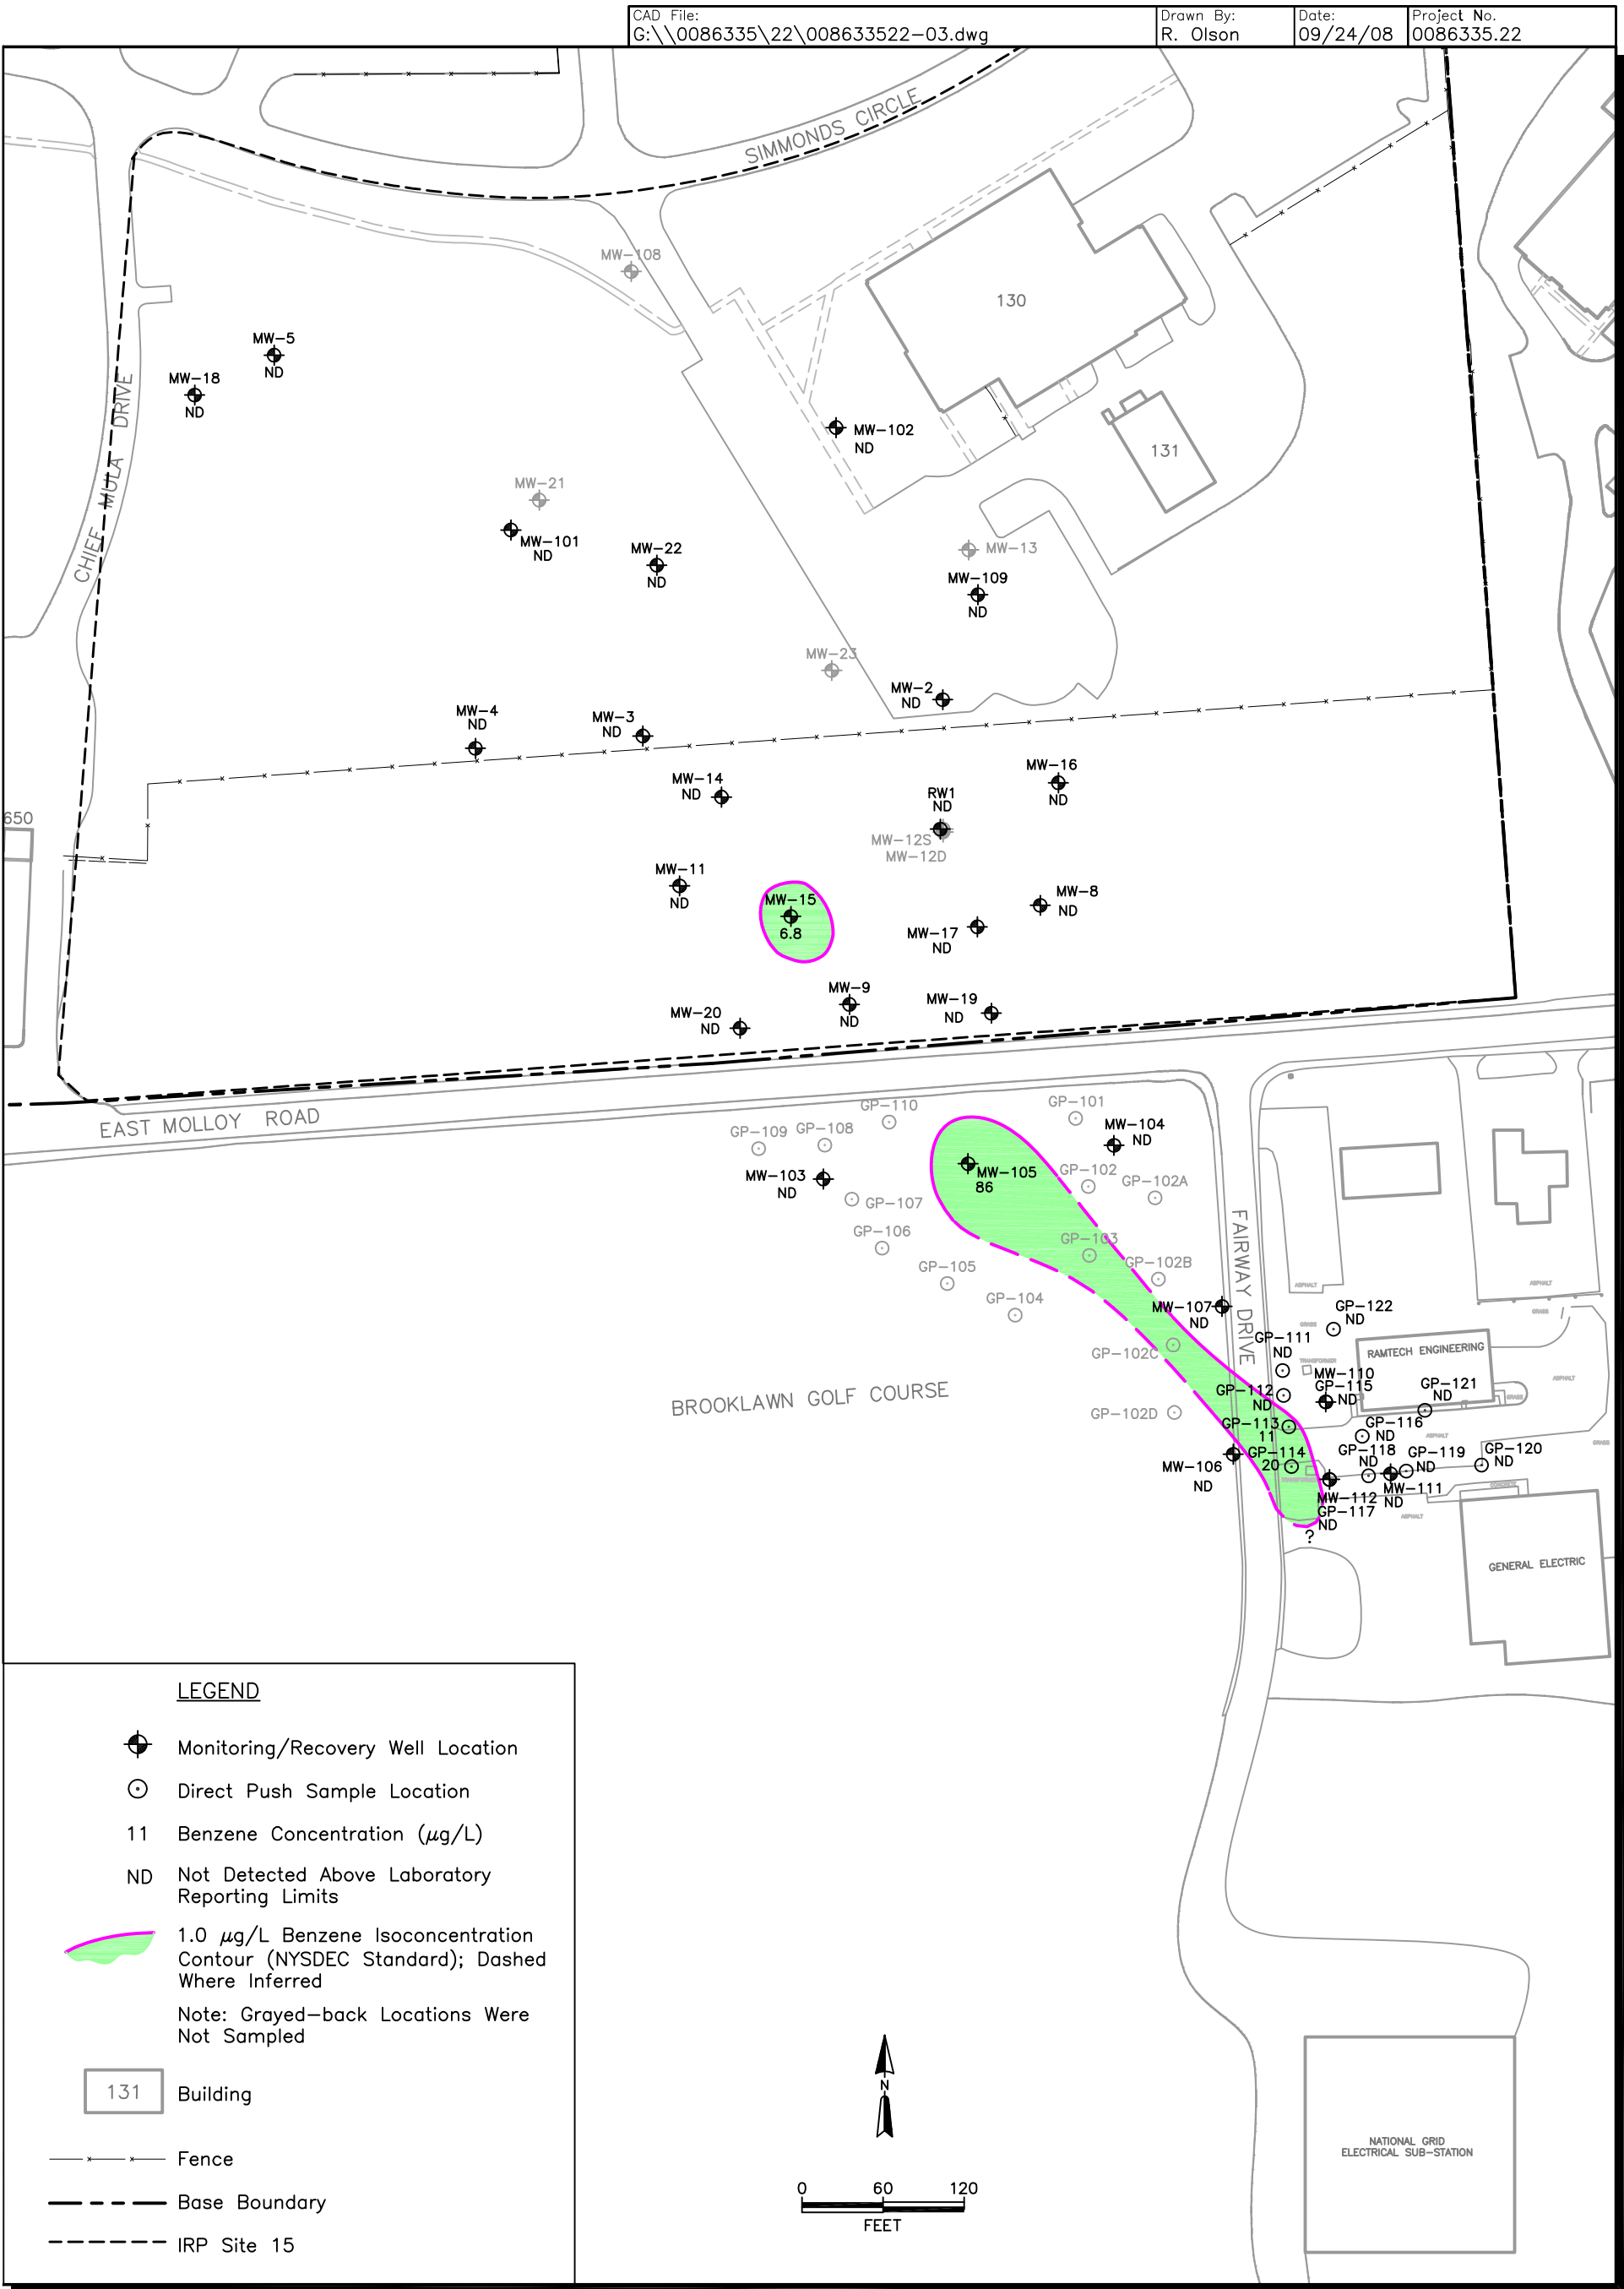 CAD File:
G:\\0086335\22\008633522-03.dwg
Drawn By:
R. Olson
Date:
09/24/08
Project No.
0086335.22
SIMMONDS CIRCLE
MW-108
130
MW-5
ND
MW-18
ND
CHIEF MULA DRIVE
MW-102
ND
131
MW-21
MW-101
ND
MW-22
ND
MW-13
MW-109
ND
MW-23
MW-2
ND
MW-4
ND
MW-3
ND
MW-14
ND
MW-16
ND
RW1
ND
MW-12S
MW-12D
650
MW-11
ND
MW-15
6.8
MW-8
ND
MW-17
ND
MW-9
ND
MW-19
ND
MW-20
ND
EAST MOLLOY ROAD
GP-110
GP-101
GP-109
GP-108
MW-104
ND
MW-103
ND
MW-105
86
GP-102
GP-102A
GP-107
GP-106
GP-103
GP-105
GP-102B
GP-104
FAIRWAY DRIVE
MW-107
ND
GP-102C
GP-102D
BROOKLAWN GOLF COURSE
ASPHALT
ASPHALT
GRASS
GRASS
GP-122
ND
GP-111
ND
TRANSFORMER
RAMTECH ENGINEERING
MW-110
GP-115
ND
GP-121
ND
GRASS
ASPHALT
GP-112
ND
GP-113
11
GP-116
ND
ASPHALT
GRASS
GP-114
20
GP-118
ND
GP-119
ND
GP-120
ND
MW-106
ND
MW-111
ND
MW-112
GP-117
ND
CONCRETE
ASPHALT
?
GENERAL ELECTRIC
LEGEND
Monitoring/Recovery Well Location
Direct Push Sample Location
11 Benzene Concentration (μg/L)
ND Not Detected Above Laboratory
Reporting Limits
1.0 μg/L Benzene Isoconcentration
Contour (NYSDEC Standard); Dashed
Where Inferred
Note: Grayed-back Locations Were
Not Sampled
131 Building
Fence
Base Boundary
IRP Site 15
N
0 60 120
FEET
NATIONAL GRID
ELECTRICAL SUB-STATION